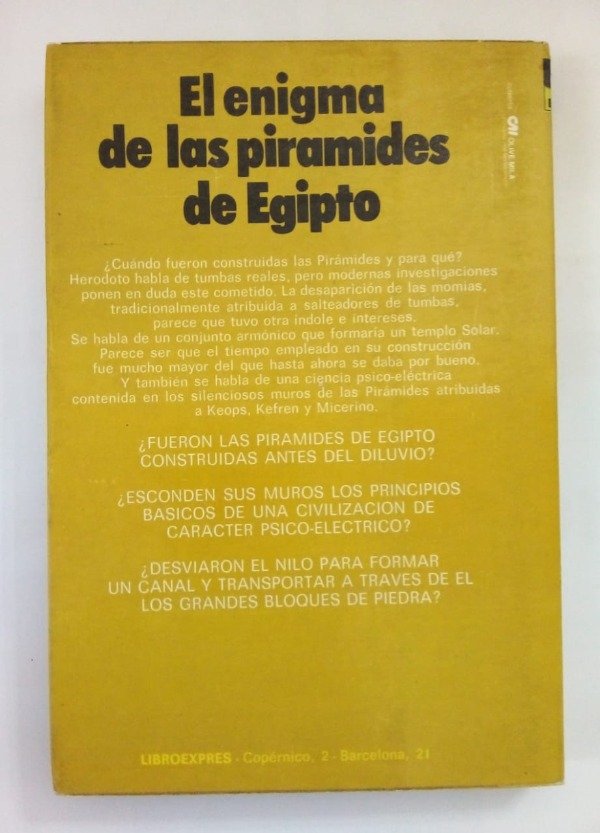 El enigma
de las piramides
de Egipto
OLIVE MILA
¿Cuándo fueron construidas las Pirámides y para qué?
Herodoto habla de tumbas reales, pero modernas investigaciones
ponen en duda este cometido. La desaparición de las momias,
tradicionalmente atribuida a salteadores de tumbas,
parece que tuvo otra indole e intereses.
Se habla de un conjunto armónico que formaria un templo Solar.
Parece ser que el tiempo empleado en su construcción
fue mucho mayor del que hasta ahora se daba por bueno.
Y tambien se habla de una ciencia psico-eléctrica
contenida en los silenciosos muros de las Pirámides atribuidas
a Keops, Kefren y Micerino.
¿FUERON LAS PIRAMIDES DE EGIPTO
CONSTRUIDAS ANTES DEL DILUVIO?
¿ESCONDEN SUS MUROS LOS PRINCIPIOS
BASICOS DE UNA CIVILIZACION DE
CARACTER PSICO-ELECTRICO?
¿DESVIARON EL NILO PARA FORMAR
UN CANAL Y TRANSPORTAR A TRAVES DE EL
LOS GRANDES BLOQUES DE PIEDRA?
LIBROEXPRES - Copérnico, 2 - Barcelona, 21